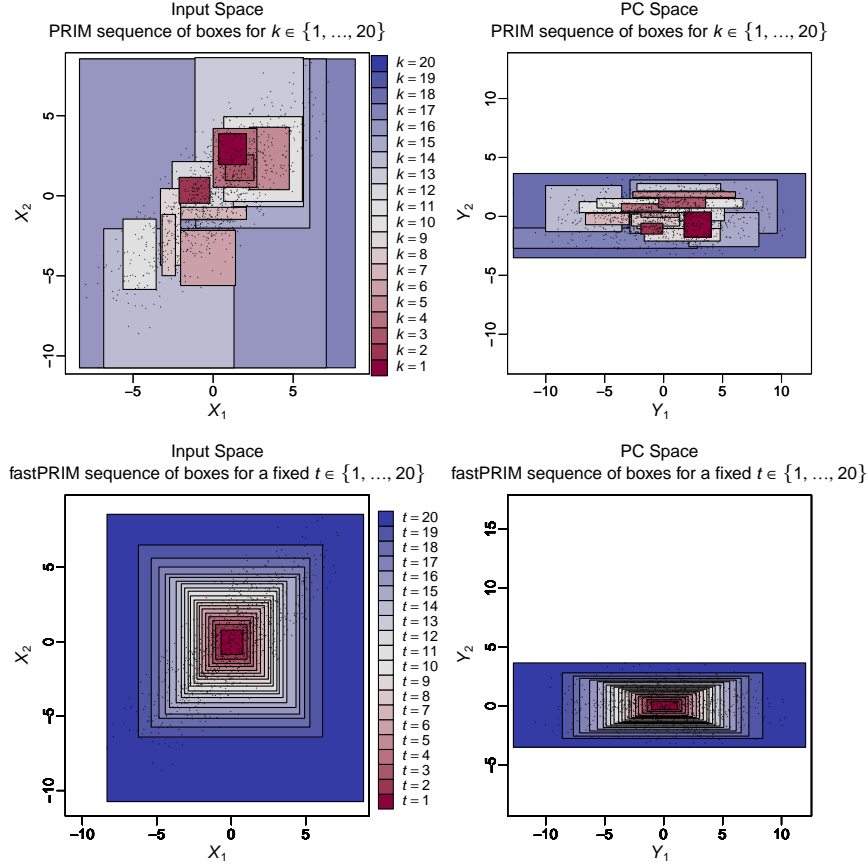 Input Space
PRIM sequence of boxes for k ∈ {1, ..., 20}
PC Space
PRIM sequence of boxes for k ∈ {1, ..., 20}
X₂
5
0
−5
−10
−5
0
5
X₁
k = 20
k = 19
k = 18
k = 17
k = 16
k = 15
k = 14
k = 13
k = 12
k = 11
k = 10
k = 9
k = 8
k = 7
k = 6
k = 5
k = 4
k = 3
k = 2
k = 1
Y₂
10
5
0
−5
−10
−10
−5
0
5
10
Y₁
Input Space
fastPRIM sequence of boxes for a fixed t ∈ {1, ..., 20}
PC Space
fastPRIM sequence of boxes for a fixed t ∈ {1, ..., 20}
X₂
5
0
−5
−10
−10
−5
0
5
X₁
t = 20
t = 19
t = 18
t = 17
t = 16
t = 15
t = 14
t = 13
t = 12
t = 11
t = 10
t = 9
t = 8
t = 7
t = 6
t = 5
t = 4
t = 3
t = 2
t = 1
Y₂
15
10
5
0
−5
−10
−5
0
5
10
Y₁